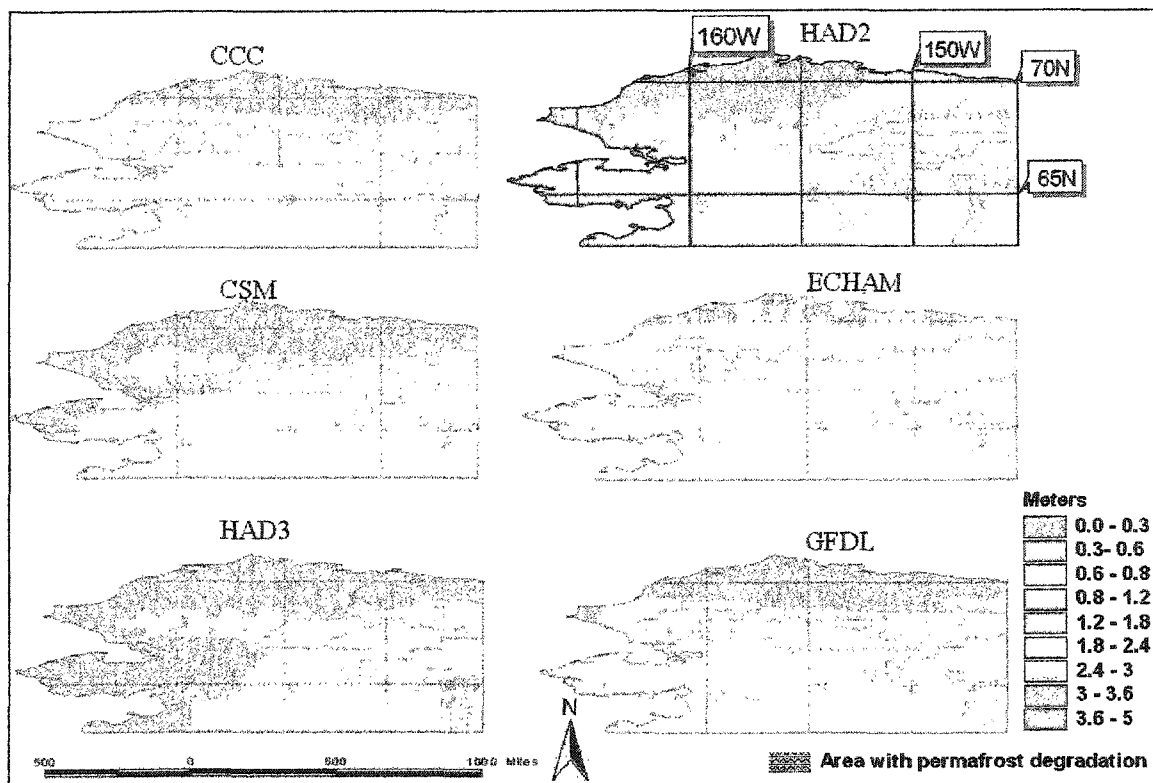 CCC
160W
HAD2
150W
70N
65N
CSM
ECHAM
HAD3
GFDL
Meters
0.0 - 0.3
0.3- 0.6
0.6 - 0.8
0.8 - 1.2
1.2 - 1.8
1.8 - 2.4
2.4 - 3
3 - 3.6
3.6 - 5
N
500 0 500 1000 Miles
Area with permafrost degradation